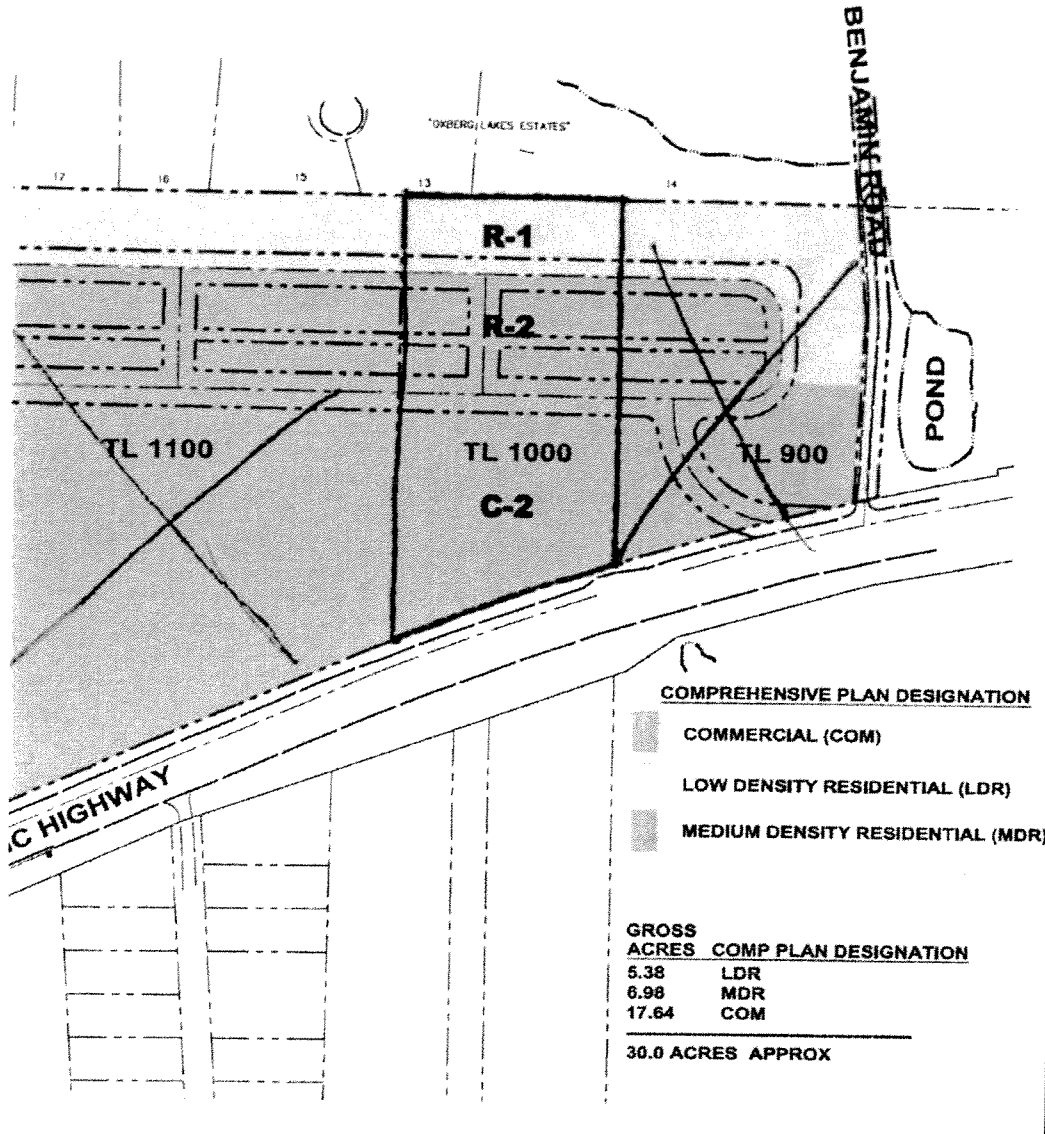 BENJAMIN ROAD
"OXBERG LAKES ESTATES"
17
16
15
13
14
R-1
R-2
TL 1100
TL 1000
TL 900
C-2
POND
IC HIGHWAY
COMPREHENSIVE PLAN DESIGNATION
COMMERCIAL (COM)
LOW DENSITY RESIDENTIAL (LDR)
MEDIUM DENSITY RESIDENTIAL (MDR)
GROSS
ACRES COMP PLAN DESIGNATION
5.38 LDR
6.98 MDR
17.64 COM
30.0 ACRES APPROX